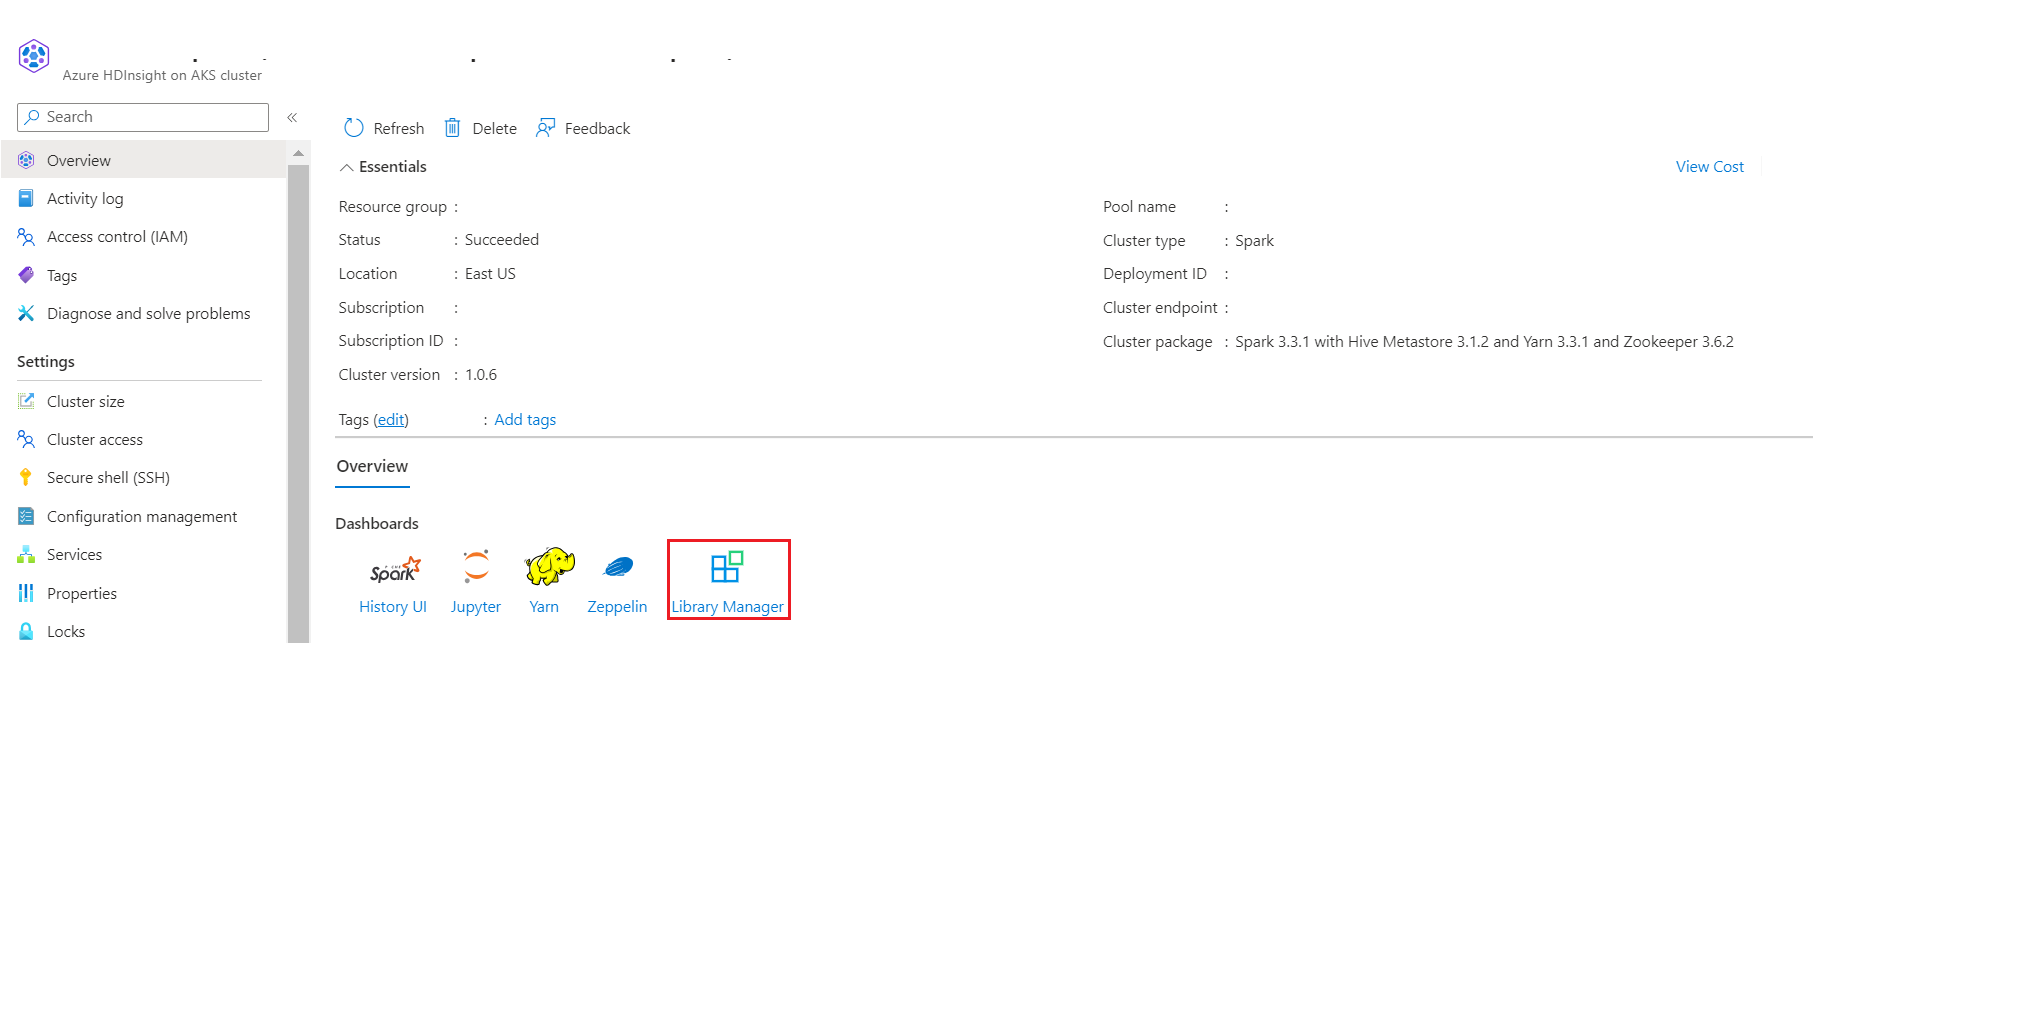 Azure HDInsight on AKS cluster
Search
«
Overview
Activity log
Access control (IAM)
Tags
Diagnose and solve problems
Settings
Cluster size
Cluster access
Secure shell (SSH)
Configuration management
Services
Properties
Locks
Refresh Delete Feedback
Essentials
View Cost
Resource group :
Status : Succeeded
Location : East US
Subscription :
Subscription ID :
Cluster version : 1.0.6
Pool name :
Cluster type : Spark
Deployment ID :
Cluster endpoint :
Cluster package : Spark 3.3.1 with Hive Metastore 3.1.2 and Yarn 3.3.1 and Zookeeper 3.6.2
Tags (edit) : Add tags
Overview
Dashboards
Spark
History UI Jupyter Yarn Zeppelin Library Manager